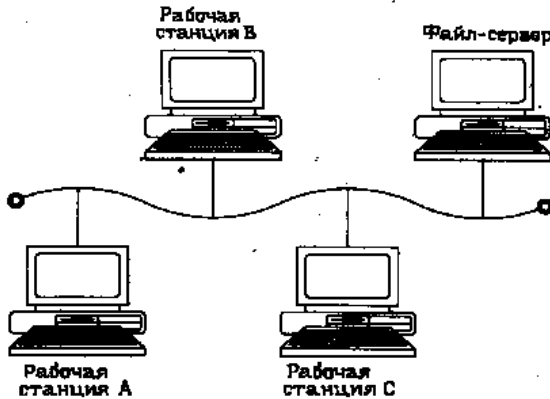 Рабочая
станция B
Файл-сервер
Рабочая
станция A
Рабочая
станция C